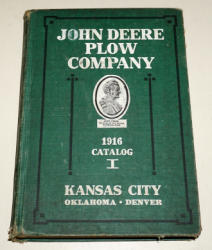 JOHN DEERE
PLOW
COMPANY
1916
CATALOG
I
KANSAS CITY
OKLAHOMA • DENVER